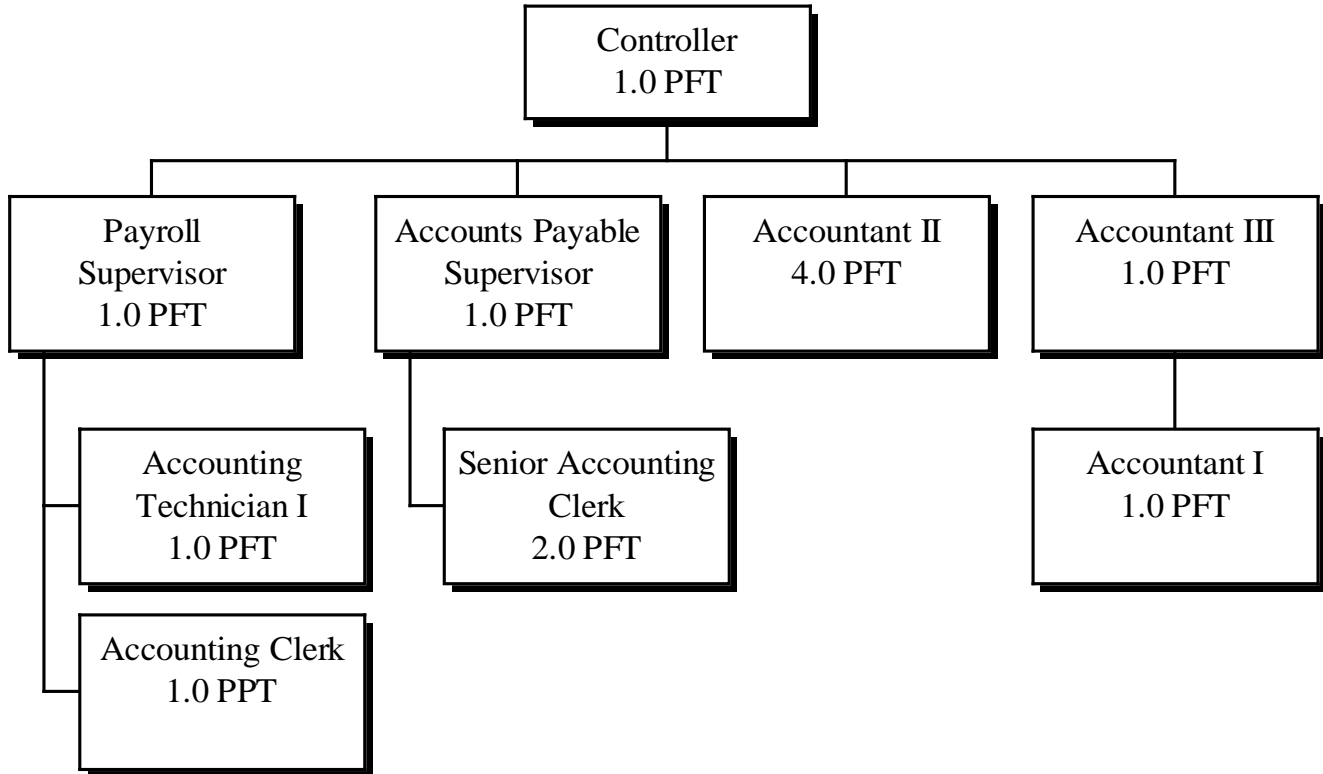 Controller
1.0 PFT
Payroll
Supervisor
1.0 PFT
Accounts Payable
Supervisor
1.0 PFT
Accountant II
4.0 PFT
Accountant III
1.0 PFT
Accounting
Technician I
1.0 PFT
Senior Accounting
Clerk
2.0 PFT
Accountant I
1.0 PFT
Accounting Clerk
1.0 PPT